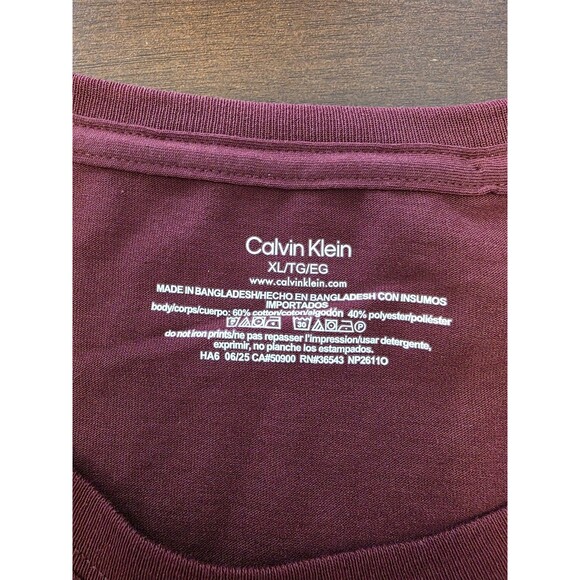 Calvin Klein
XL/TG/EG
www.calvinklein.com
MADE IN BANGLADESH/HECHO EN BANGLADESH CON INSUMOS
IMPORTADOS
body/corps/cuerpo: 60% cotton/coton/algodón 40% polyester/poliéster
30
do not iron prints/ne pas repasser l'impression/usar detergente,
exprimir, no planche los estampados.
HA6 06/25 CA#50900 RN#36543 NP2611O